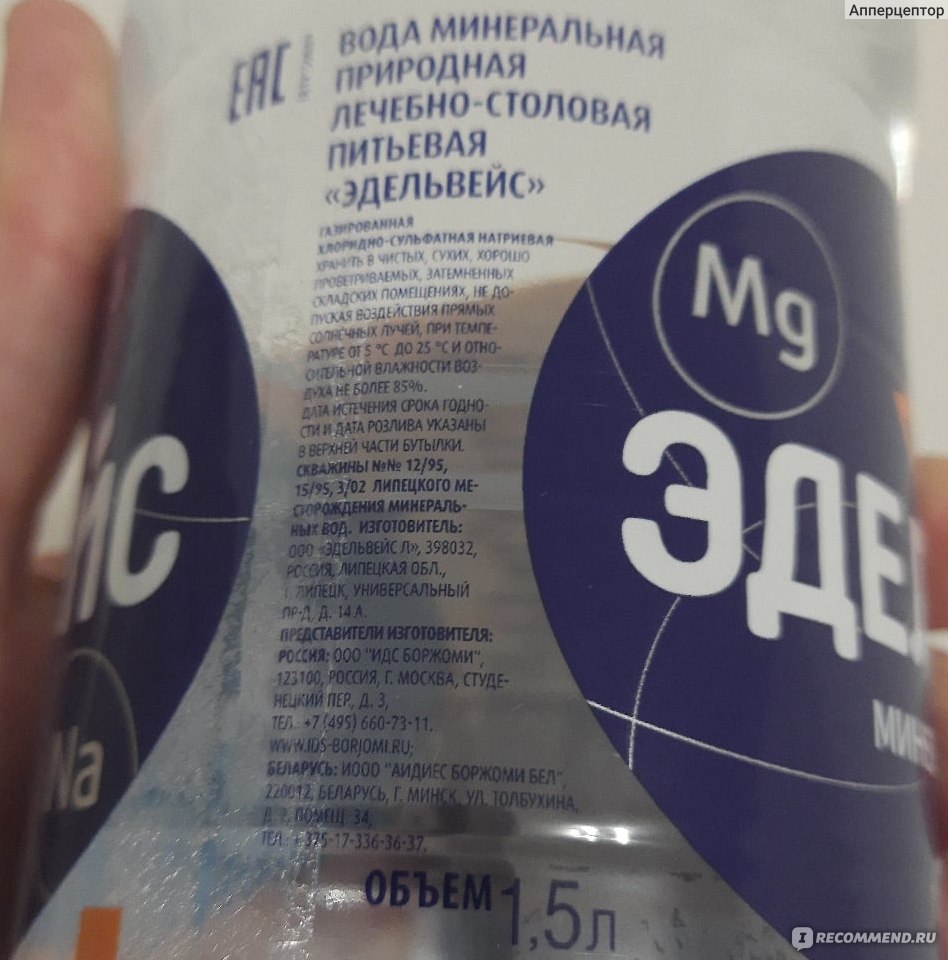 Апперцептор
EAC
ВОДА МИНЕРАЛЬНАЯ
ПРИРОДНАЯ
ЛЕЧЕБНО-СТОЛОВАЯ
ПИТЬЕВАЯ
«ЭДЕЛЬВЕЙС»
ГАЗИРОВАННАЯ
ХЛОРИДНО-СУЛЬФАТНАЯ НАТРИЕВАЯ
ХРАНИТЬ В ЧИСТЫХ, СУХИХ, ХОРОШО
ПРОВЕТРИВАЕМЫХ, ЗАТЕМНЕННЫХ
СКЛАДСКИХ ПОМЕЩЕНИЯХ, НЕ ДО-
ПУСКАЯ ВОЗДЕЙСТВИЯ ПРЯМЫХ
СОЛНЕЧНЫХ ЛУЧЕЙ, ПРИ ТЕМПЕ-
РАТУРЕ ОТ 5 °С ДО 25 °С И ОТНО-
СИТЕЛЬНОЙ ВЛАЖНОСТИ ВОЗ-
ДУХА НЕ БОЛЕЕ 85%.
ДАТА ИСТЕЧЕНИЯ СРОКА ГОДНО-
СТИ И ДАТА РОЗЛИВА УКАЗАНЫ
В ВЕРХНЕЙ ЧАСТИ БУТЫЛКИ.
СКВАЖИНЫ №№ 12/95,
15/95, 3/02 ЛИПЕЦКОГО МЕ-
СТОРОЖДЕНИЯ МИНЕРАЛЬ-
НЫХ ВОД. ИЗГОТОВИТЕЛЬ:
ООО «ЭДЕЛЬВЕЙС Л», 398032,
РОССИЯ, ЛИПЕЦКАЯ ОБЛ.,
Г. ЛИПЕЦК, УНИВЕРСАЛЬНЫЙ
ПР-Д, Д. 14 А.
ПРЕДСТАВИТЕЛИ ИЗГОТОВИТЕЛЯ:
РОССИЯ: ООО "ИДС БОРЖОМИ",
123100, РОССИЯ, Г. МОСКВА, СТУДЕ-
НЕЦКИЙ ПЕР., Д. 3,
ТЕЛ.: +7 (495) 660-73-11.
WWW.IDS-BORJOMI.RU;
БЕЛАРУСЬ: ИООО "АЙДИЕС БОРЖОМИ БЕЛ",
220012, БЕЛАРУСЬ, Г. МИНСК, УЛ. ТОЛБУХИНА,
Д. 2, ПОМЕЩ. 34,
ТЕЛ.: +375-17-336-36-37.
ОБЪЕМ 1,5л
ЙС
Na
Mg
ЭДЕ
МИНЕ
IRECOMMEND.RU